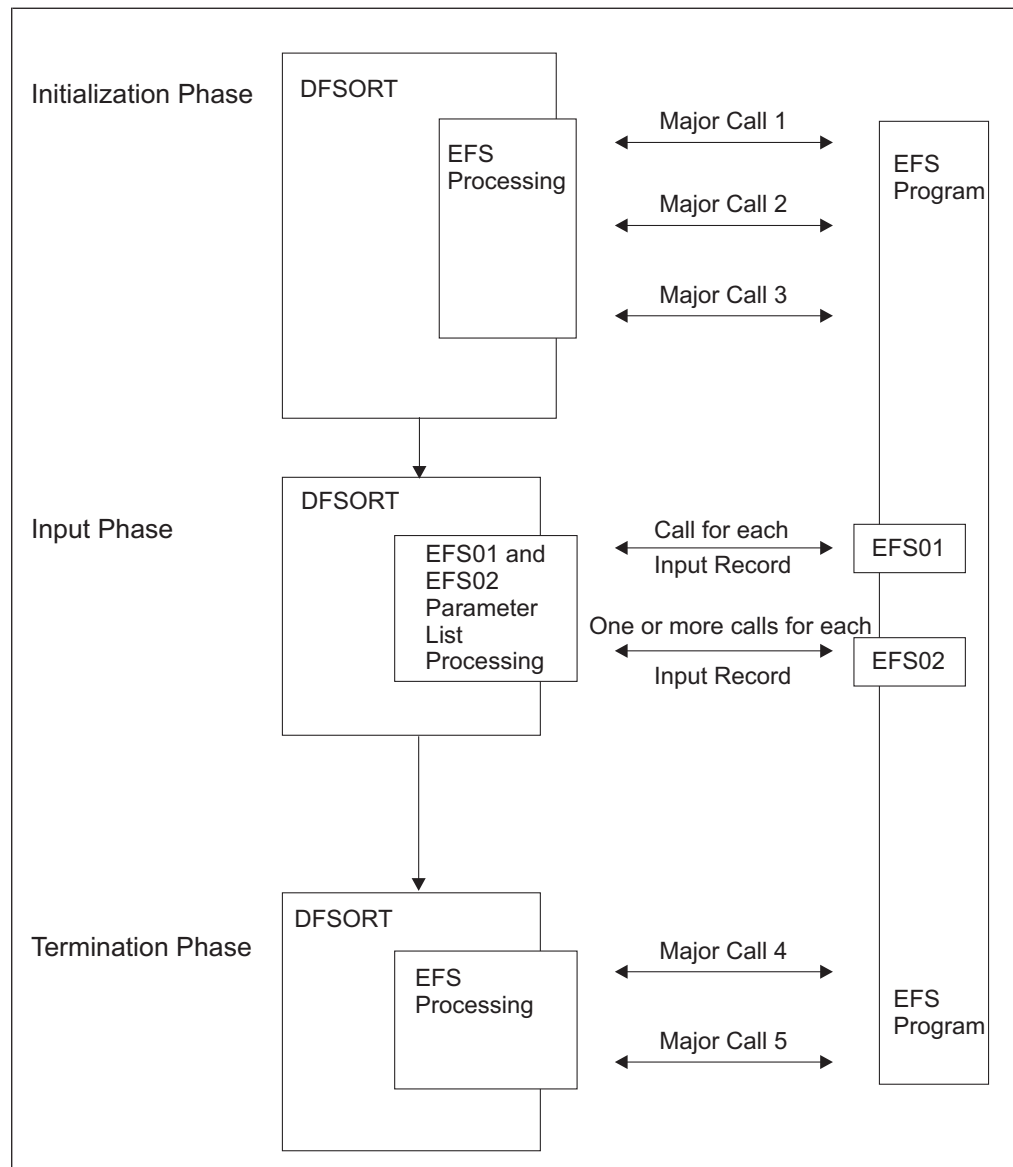 Initialization Phase
DFSORT
EFS
Processing
Major Call 1
Major Call 2
Major Call 3
EFS
Program
Input Phase
DFSORT
EFS01 and
EFS02
Parameter
List
Processing
Call for each
Input Record
One or more calls for each
Input Record
EFS01
EFS02
Termination Phase
DFSORT
EFS
Processing
Major Call 4
Major Call 5
EFS
Program